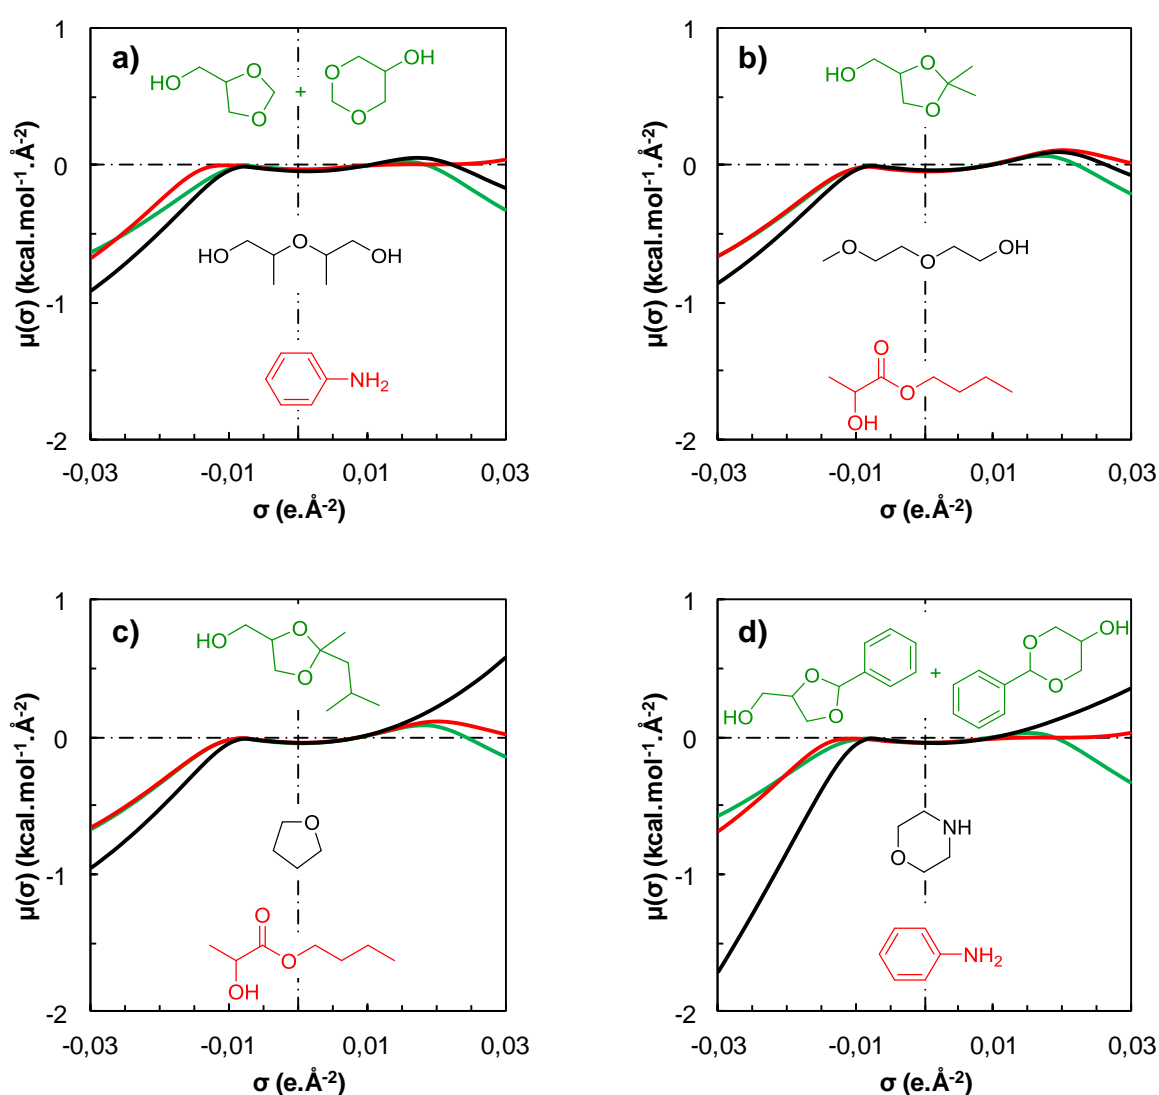 a)
1
0
-1
-2
μ(σ) (kcal.mol⁻¹.Å⁻²)
HO
O
O
+
O
O
OH
HO
O
OH
NH₂
-0,03
-0,01
0,01
0,03
σ (e.Å⁻²)
b)
1
0
-1
-2
μ(σ) (kcal.mol⁻¹.Å⁻²)
HO
O
O
O
O
OH
O
O
OH
-0,03
-0,01
0,01
0,03
σ (e.Å⁻²)
c)
1
0
-1
-2
μ(σ) (kcal.mol⁻¹.Å⁻²)
HO
O
O
O
O
O
OH
-0,03
-0,01
0,01
0,03
σ (e.Å⁻²)
d)
1
0
-1
-2
μ(σ) (kcal.mol⁻¹.Å⁻²)
HO
O
O
+
O
O
OH
NH
O
NH₂
-0,03
-0,01
0,01
0,03
σ (e.Å⁻²)